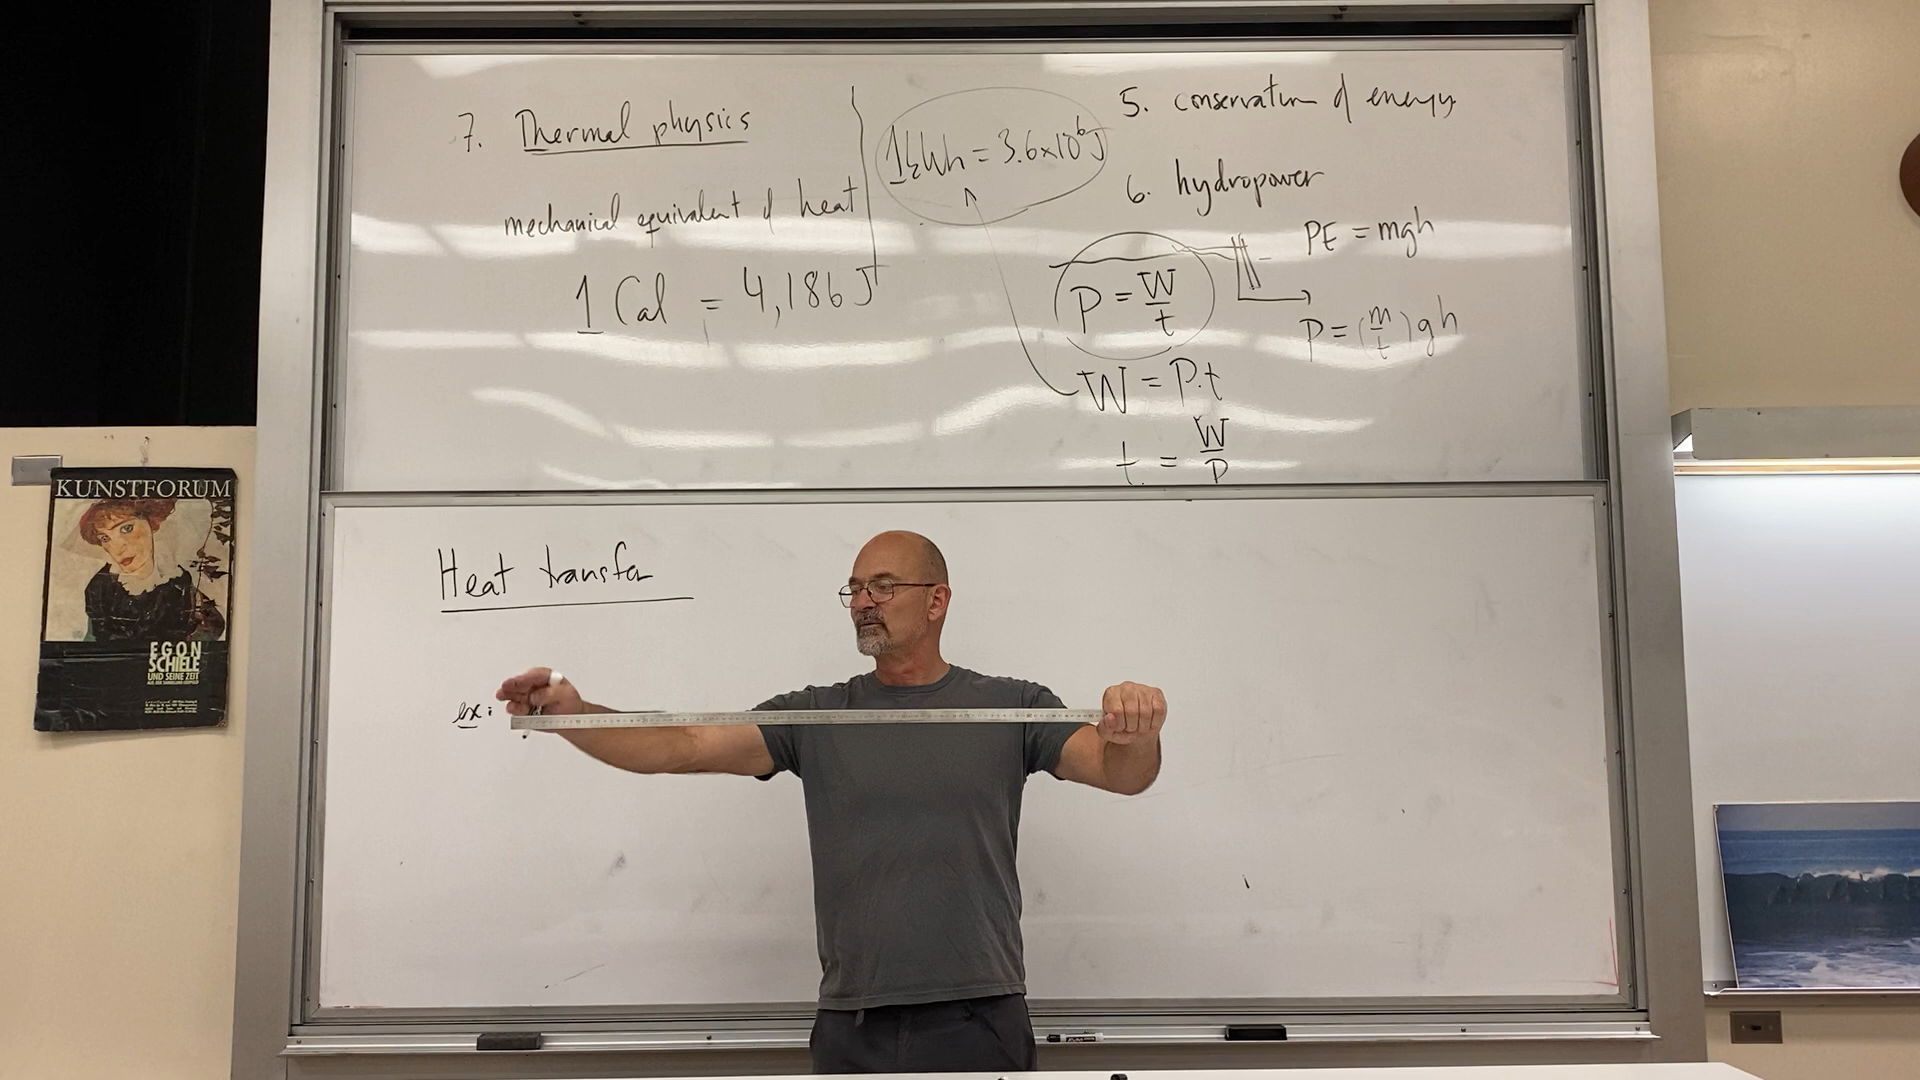 7. Thermal physics
mechanical equivalent of heat
1 Cal = 4,186 J
1 kWh = 3.6x10⁶ J
5. conservation of energy
6. hydropower
PE = mgh
P = W/t
P = (m/t) gh
W = P.t
t = W/P
Heat transfer
ex:
KUNSTFORUM
EGON
SCHIELE
UND SEINE ZEIT